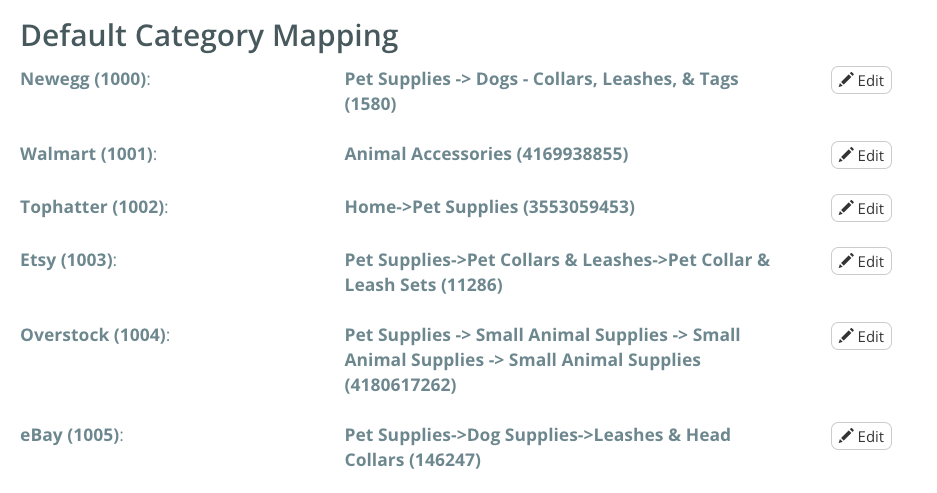 Default Category Mapping
Newegg (1000): Pet Supplies -> Dogs - Collars, Leashes, & Tags Edit
(1580)
Walmart (1001): Animal Accessories (4169938855) Edit
Tophatter (1002): Home->Pet Supplies (3553059453) Edit
Etsy (1003): Pet Supplies->Pet Collars & Leashes->Pet Collar & Edit
Leash Sets (11286)
Overstock (1004): Pet Supplies -> Small Animal Supplies -> Small Edit
Animal Supplies -> Small Animal Supplies
(4180617262)
eBay (1005): Pet Supplies->Dog Supplies->Leashes & Head Edit
Collars (146247)